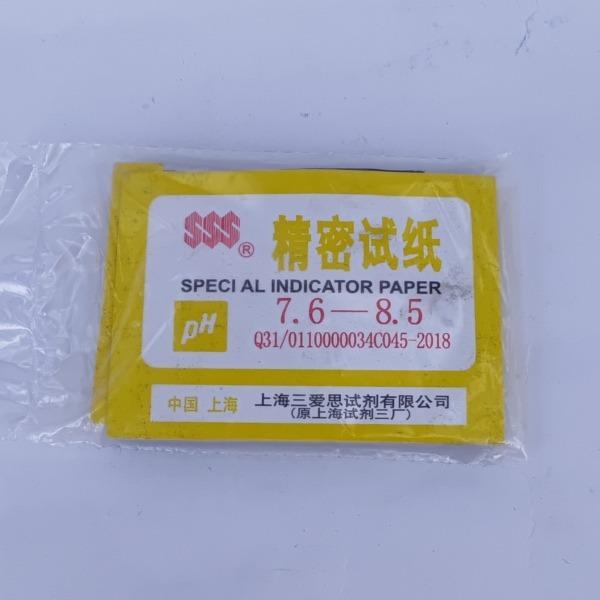 SSS® 精密试纸
SPECI AL INDICATOR PAPER
pH 7.6—8.5
Q31/0110000034C045-2018
中国 上海 上海三爱思试剂有限公司
(原上海试剂三厂)